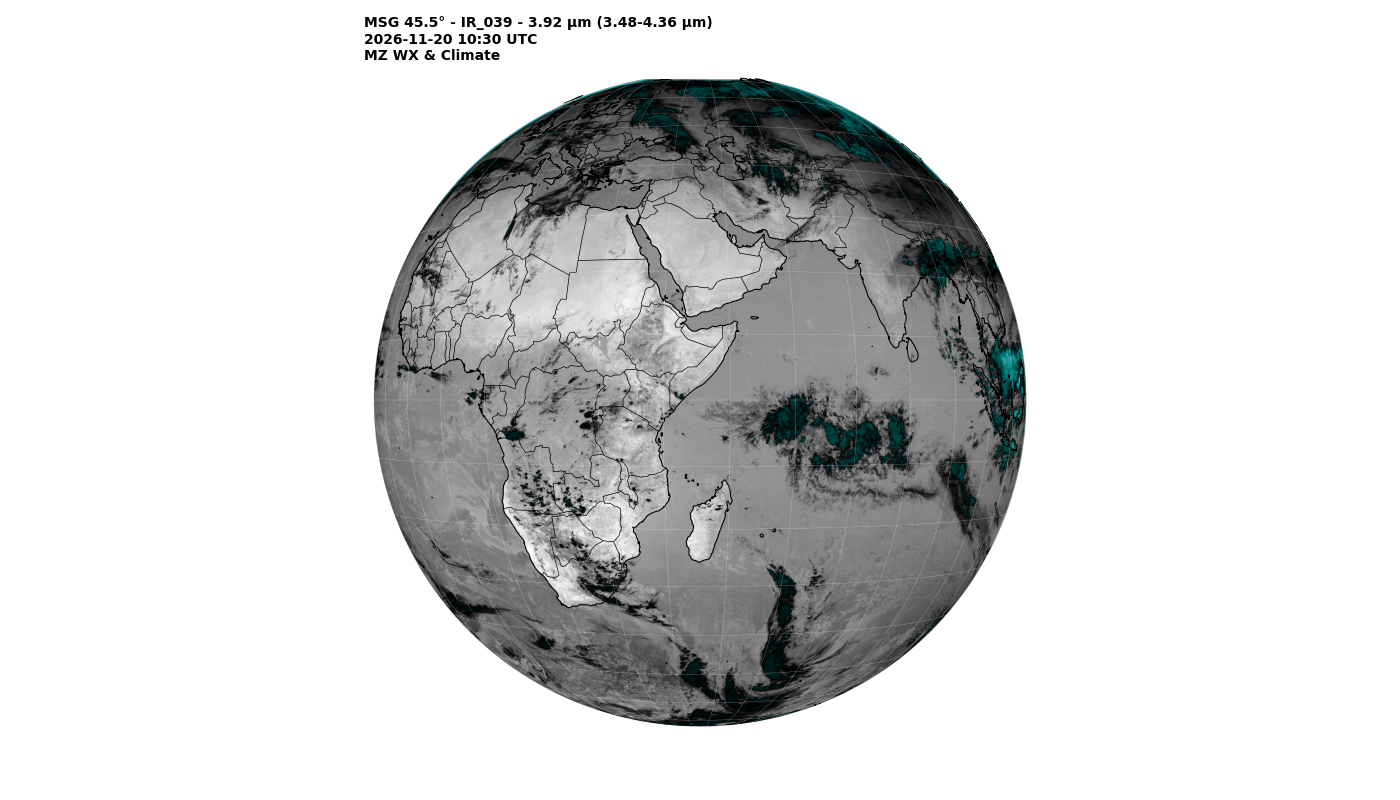 MSG 45.5° - IR_039 - 3.92 µm (3.48-4.36 µm)
2026-11-20 10:30 UTC
MZ WX & Climate